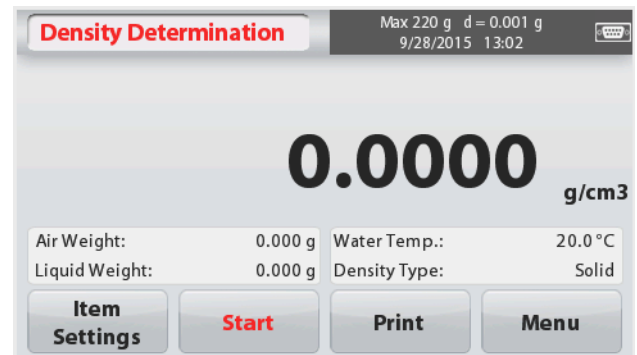 Density Determination
Max 220 g d = 0.001 g
9/28/2015 13:02
0.0000
g/cm3
Air Weight: 0.000 g Water Temp.: 20.0 °C
Liquid Weight: 0.000 g Density Type: Solid
Item
Settings
Start
Print
Menu